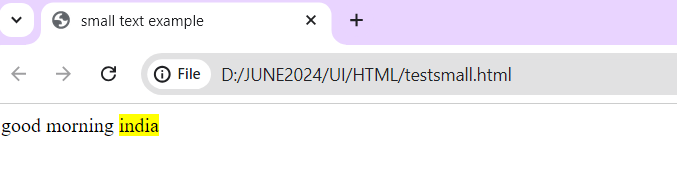 small text example
File
D:/JUNE2024/UI/HTML/testsmall.html
good morning india